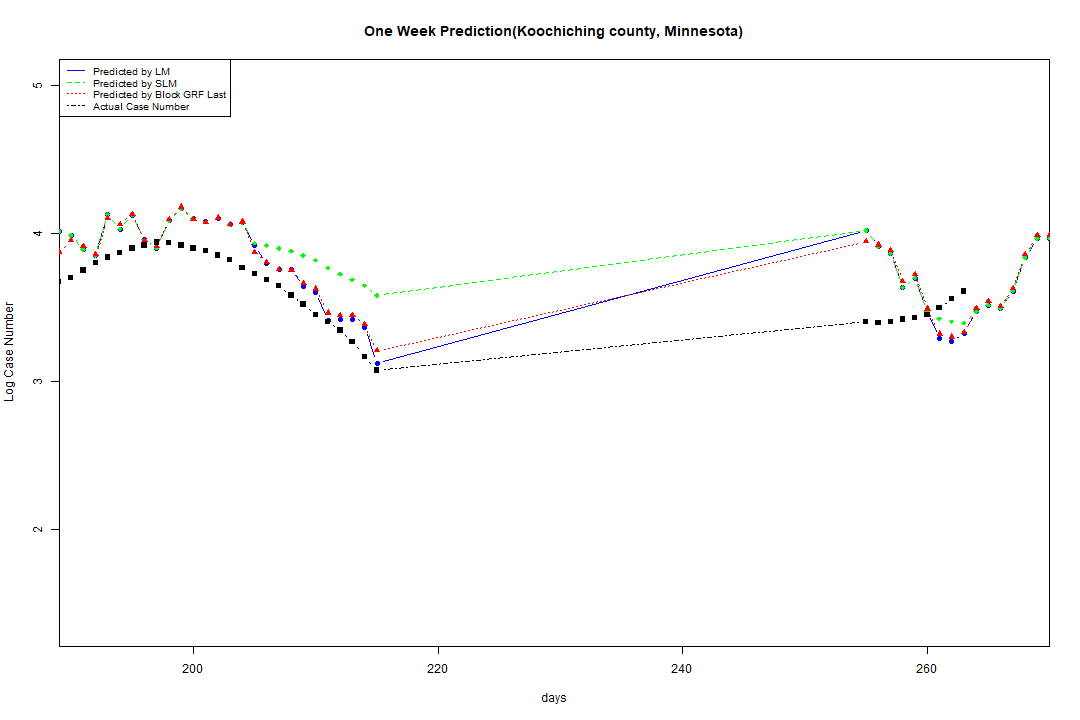 One Week Prediction(Koochiching county, Minnesota)
Predicted by LM
Predicted by SLM
Predicted by Block GRF Last
Actual Case Number
5
4
3
2
Log Case Number
200
220
240
260
days